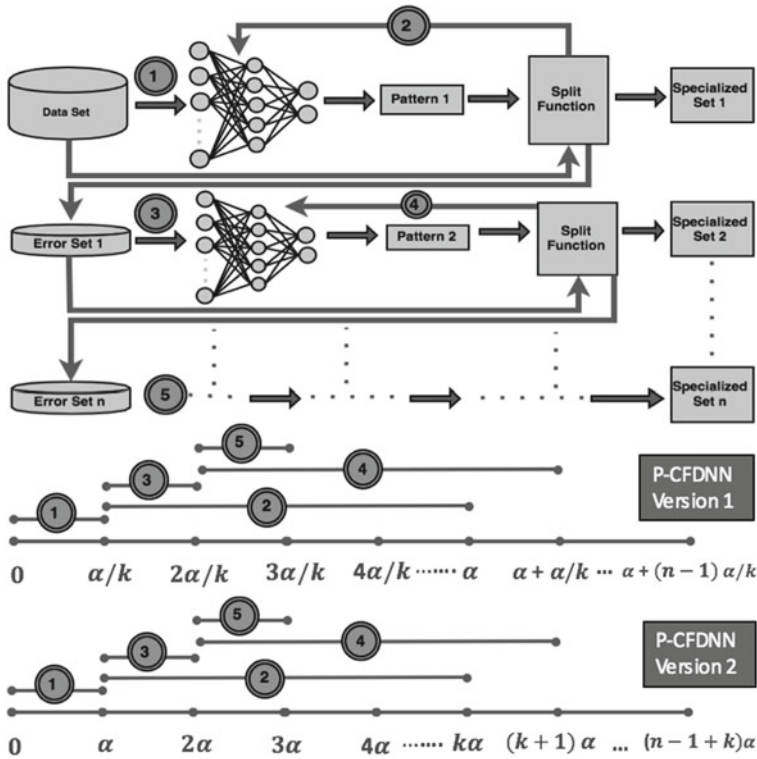 2
1
Data Set
Pattern 1
Split Function
Specialized Set 1
3
4
Error Set 1
Pattern 2
Split Function
Specialized Set 2
Error Set n
5
Specialized Set n
5
3
4
1
2
P-CFDNN
Version 1
0 α/k 2α/k 3α/k 4α/k ······· α α + α/k ··· α + (n − 1) α/k
5
3
4
1
2
P-CFDNN
Version 2
0 α 2α 3α 4α ······· kα (k + 1) α ... (n − 1 + k)α